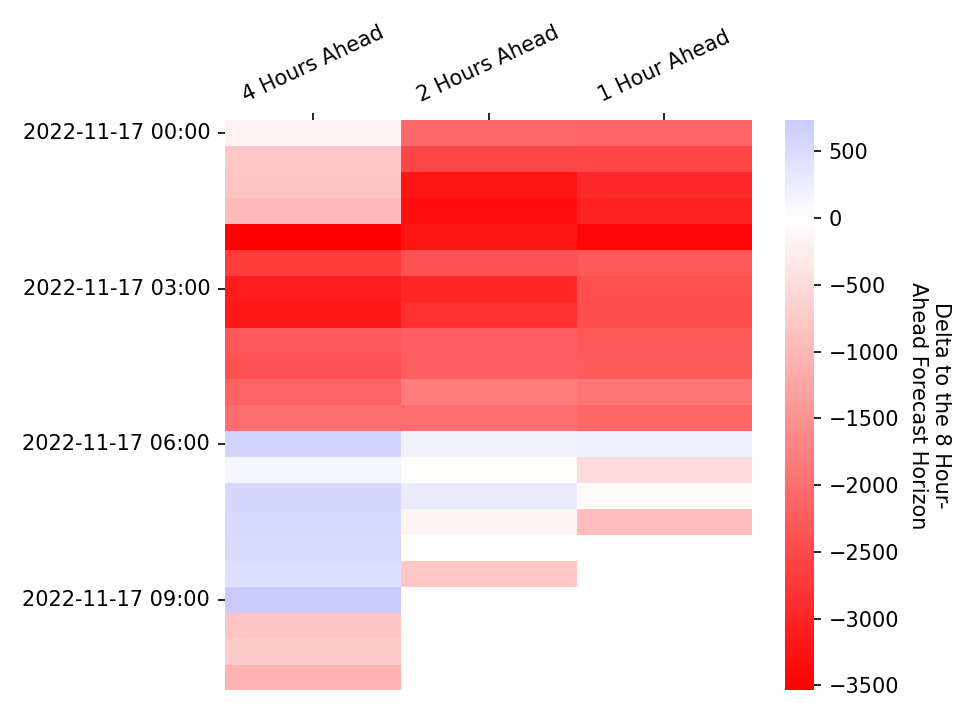 4 Hours Ahead
2 Hours Ahead
1 Hour Ahead
2022-11-17 00:00
2022-11-17 03:00
2022-11-17 06:00
2022-11-17 09:00
500
0
−500
−1000
−1500
−2000
−2500
−3000
−3500
Delta to the 8 Hour-
Ahead Forecast Horizon